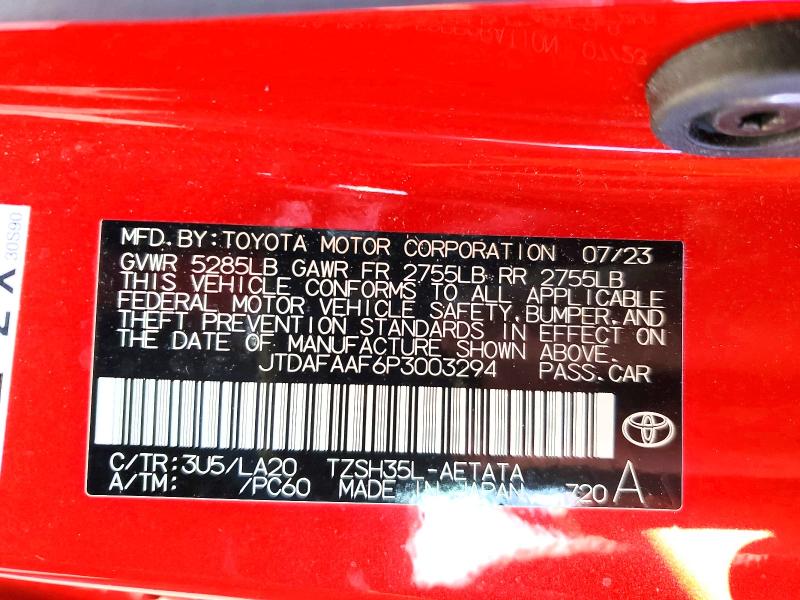 MFD. BY: TOYOTA MOTOR CORPORATION 07/23
GVWR 5285LB GAWR FR 2755LB RR 2755LB
THIS VEHICLE CONFORMS TO ALL APPLICABLE
FEDERAL MOTOR VEHICLE SAFETY, BUMPER, AND
THEFT PREVENTION STANDARDS IN EFFECT ON
THE DATE OF MANUFACTURE SHOWN ABOVE.
JTDAFAAF6P3003294 PASS. CAR
C/TR: 3U5/LA20 TZSH35L-AETATA
A/TM: /PC60 MADE IN JAPAN 720 A
30S90